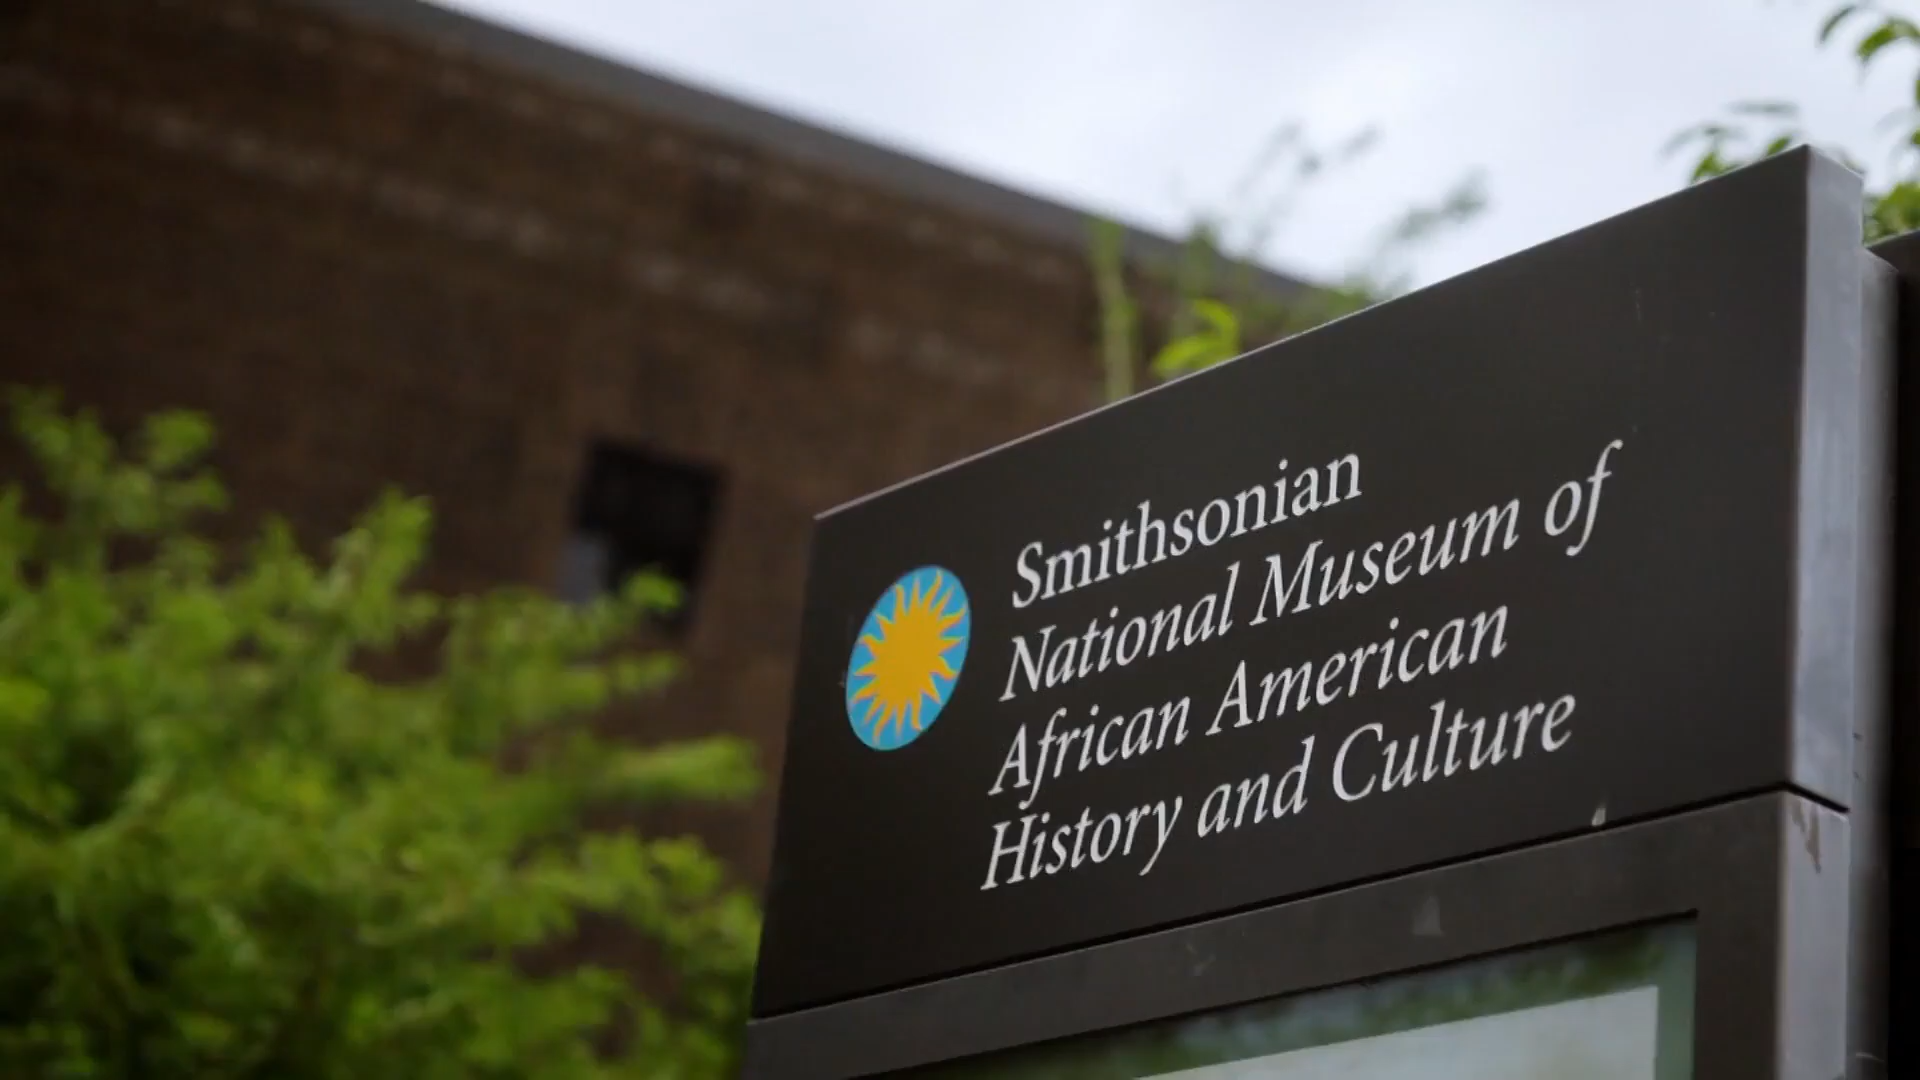 Smithsonian
National Museum of
African American
History and Culture